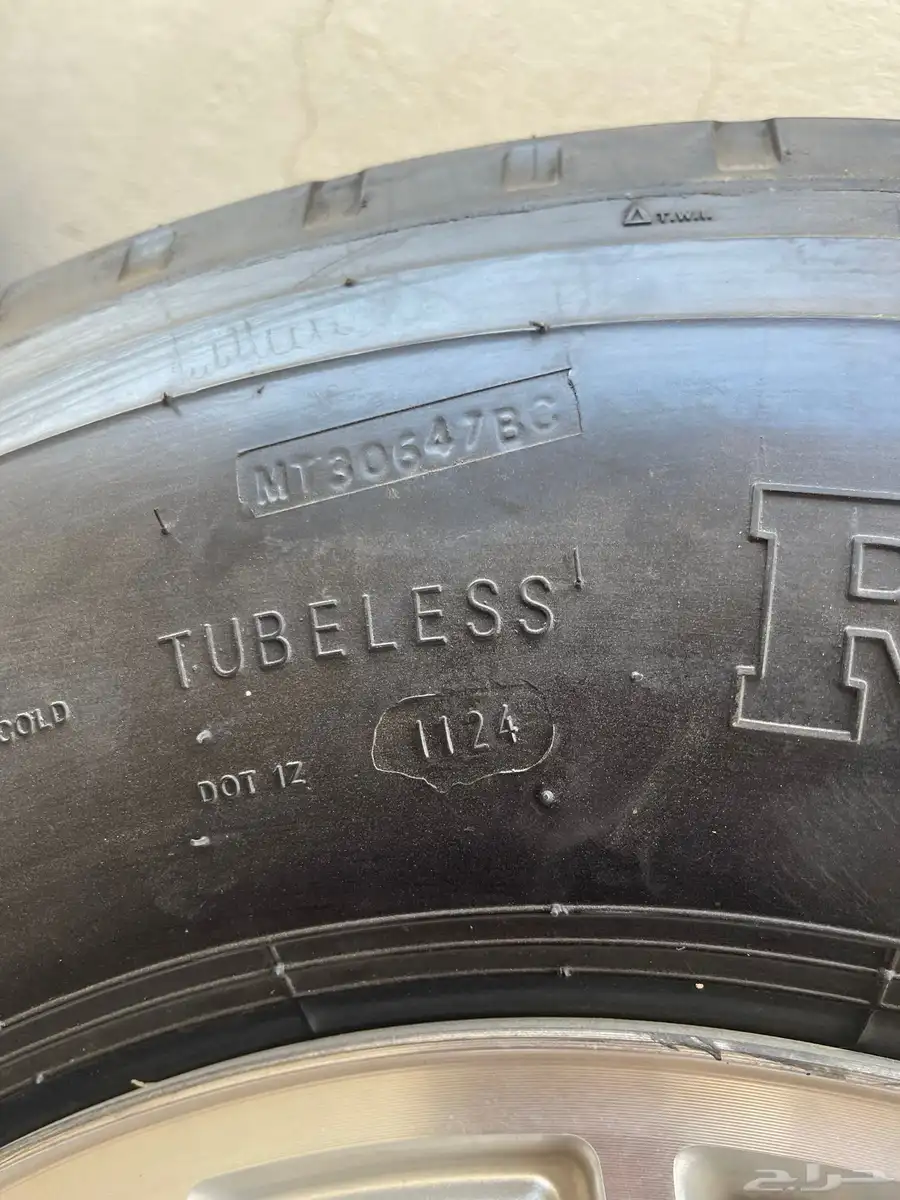 T.W.I.
MT30647BC
TUBELESS
COLD
1124
DOT 1Z
R
حراج